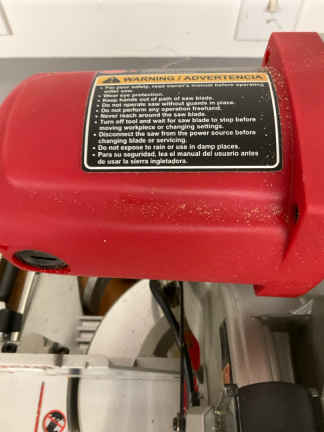 WARNING / ADVERTENCIA
• For your safety, read owner's manual before operating
miter saw.
• Wear eye protection.
• Keep hands out of path of saw blade.
• Do not operate saw without guards in place.
• Do not perform any operation freehand.
• Never reach around the saw blade.
• Turn off tool and wait for saw blade to stop before
moving workpiece or changing settings.
• Disconnect the saw from the power source before
changing blade or servicing.
• Do not expose to rain or use in damp places.
• Para su seguridad, lea el manual del usuario antes
de usar la sierra ingletadora.